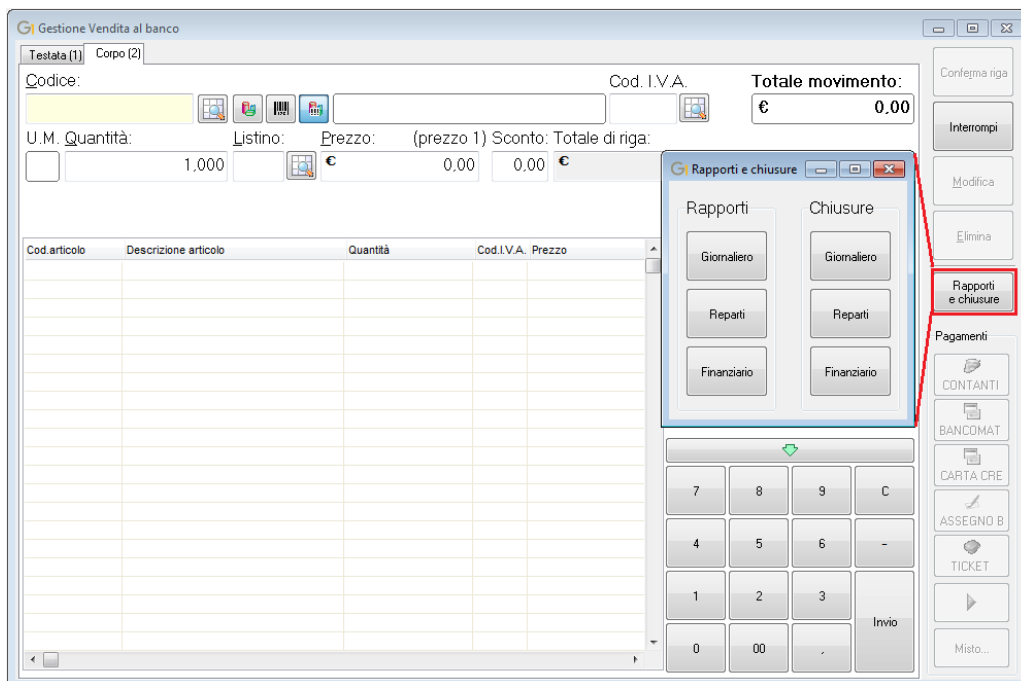 Gestione Vendita al banco
Testata (1) Corpo (2)
Codice: Cod. I.V.A. Totale movimento:
€ 0,00
U.M. Quantità: Listino: Prezzo: (prezzo 1) Sconto: Totale di riga:
1,000 € 0,00 0,00 €
Cod.articolo Descrizione articolo Quantità Cod.I.V.A. Prezzo
Rapporti e chiusure
Rapporti Chiusure
Giornaliero Giornaliero
Reparti Reparti
Finanziario Finanziario
7 8 9 C
4 5 6 -
1 2 3
Invio
0 00 ,
Conferma riga
Interrompi
Modifica
Elimina
Rapporti
e chiusure
Pagamenti
CONTANTI
BANCOMAT
CARTA CRE
ASSEGNO B
TICKET
Misto...